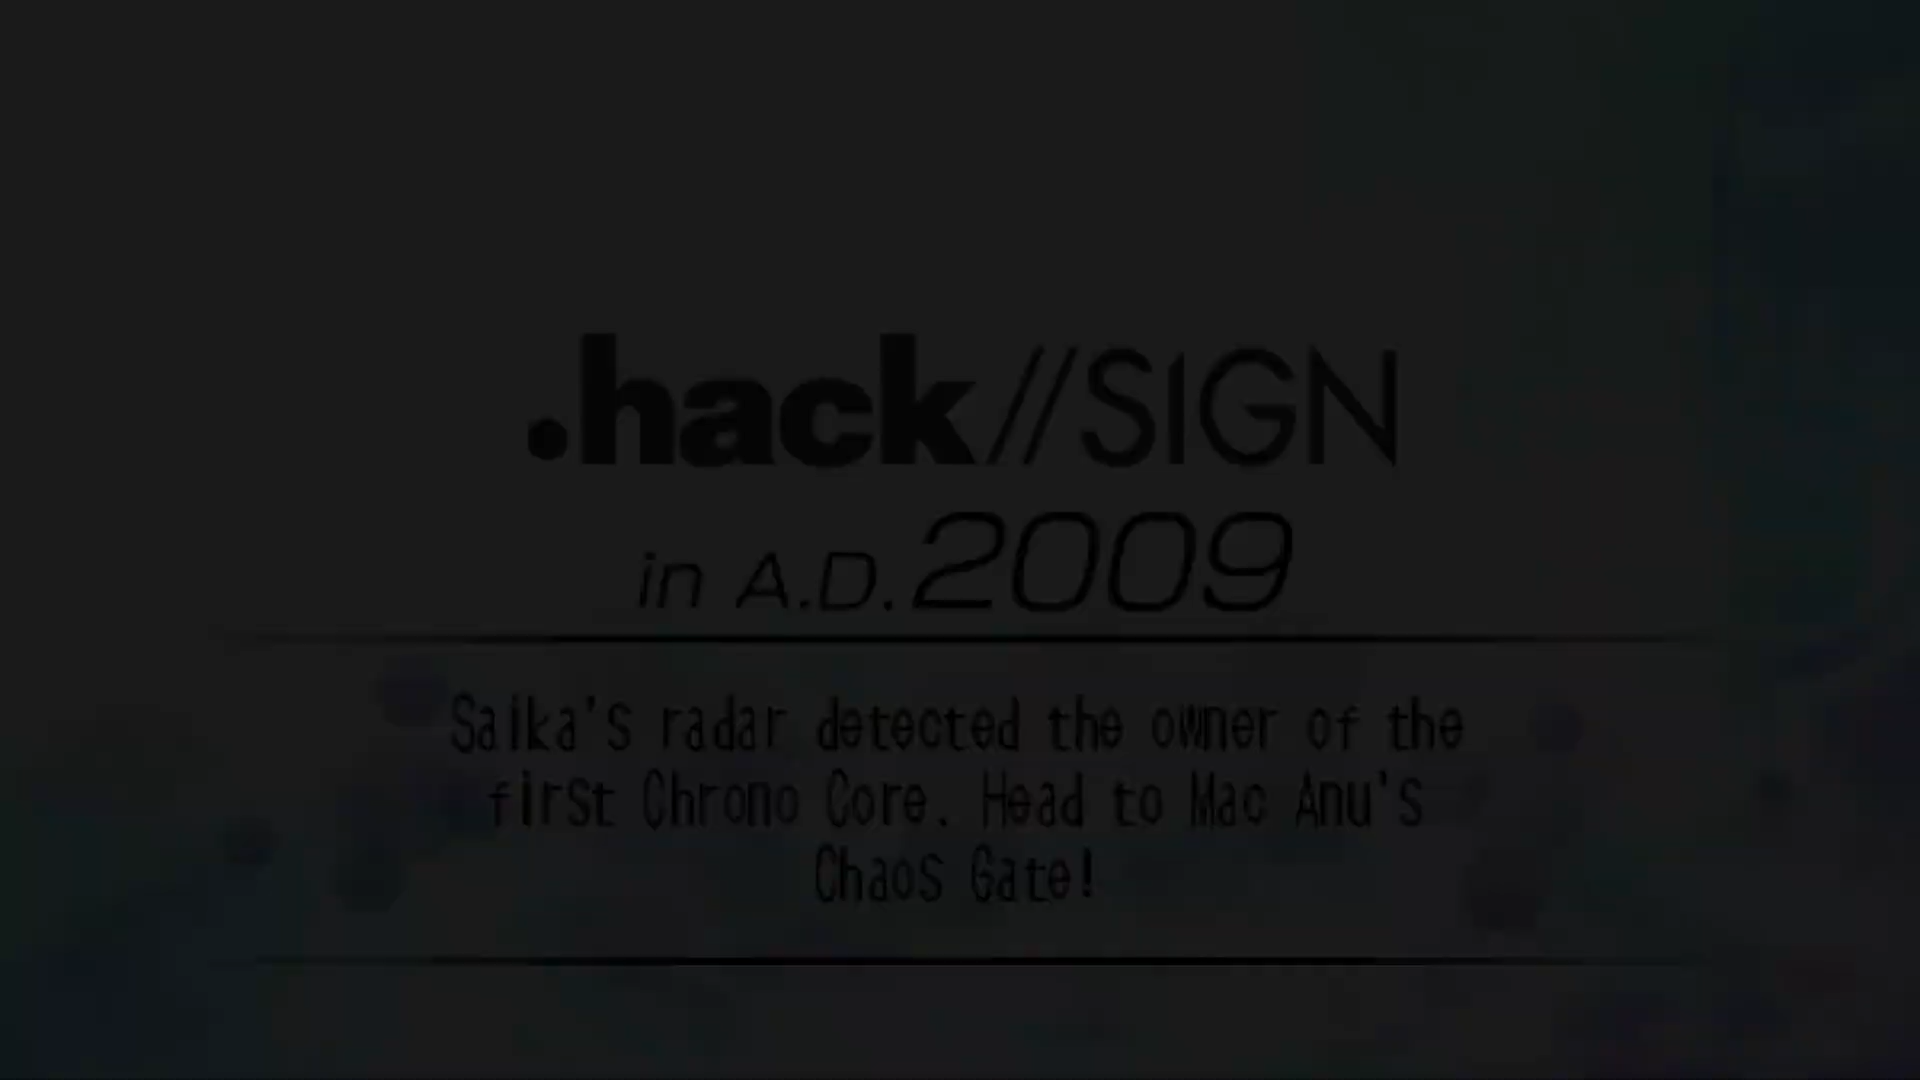 .hack//SIGN
in A.D.2009
Saika's radar detected the owner of the
first Chrono Core. Head to Mac Anu's
Chaos Gate!